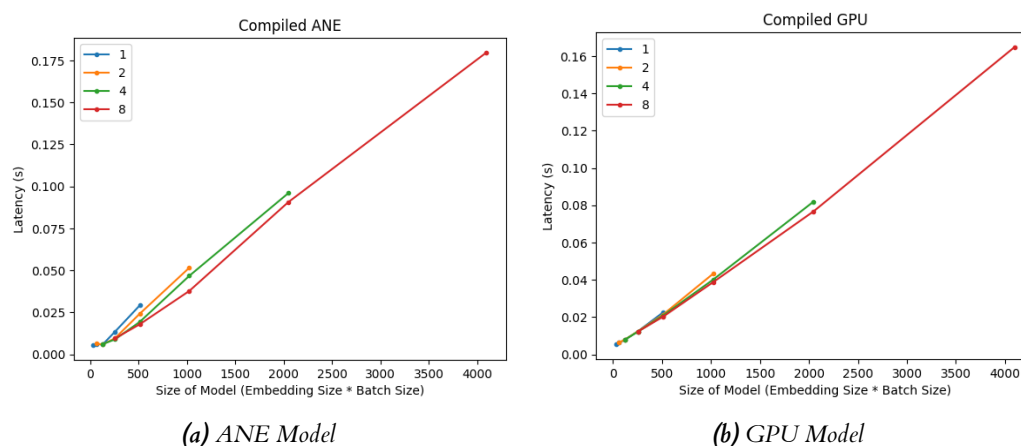 Compiled ANE
1
2
4
8
0.175
0.150
0.125
0.100
0.075
0.050
0.025
0.000
Latency (s)
0 500 1000 1500 2000 2500 3000 3500 4000
Size of Model (Embedding Size * Batch Size)
(a) ANE Model
Compiled GPU
1
2
4
8
0.16
0.14
0.12
0.10
0.08
0.06
0.04
0.02
0.00
Latency (s)
0 500 1000 1500 2000 2500 3000 3500 4000
Size of Model (Embedding Size * Batch Size)
(b) GPU Model